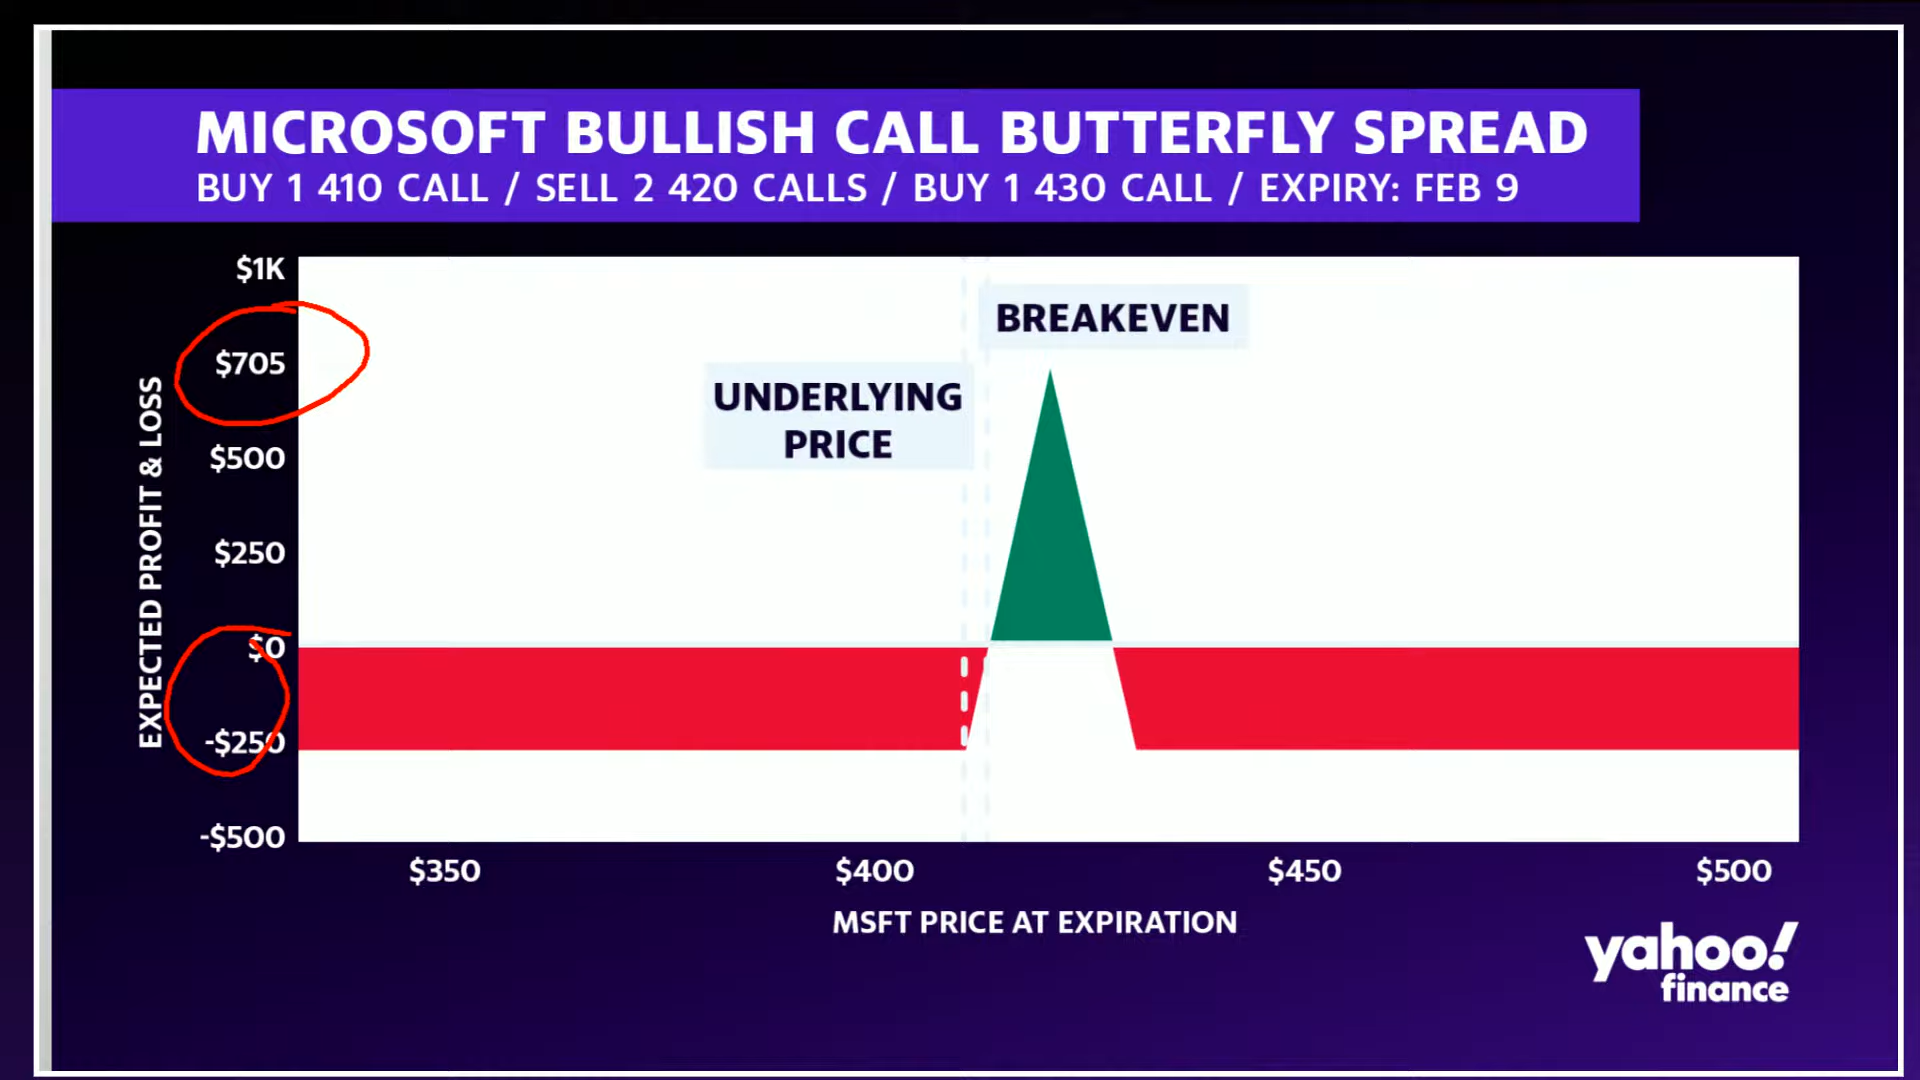 MICROSOFT BULLISH CALL BUTTERFLY SPREAD
BUY 1 410 CALL / SELL 2 420 CALLS / BUY 1 430 CALL / EXPIRY: FEB 9
$1K
$705
$500
$250
$0
-$250
-$500
EXPECTED PROFIT & LOSS
BREAKEVEN
UNDERLYING
PRICE
$350 $400 $450 $500
MSFT PRICE AT EXPIRATION
yahoo!
finance